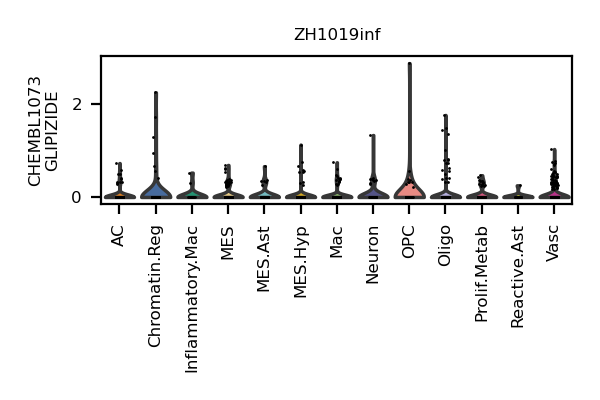 ZH1019inf
CHEMBL1073
GLIPIZIDE
2
0
AC
Chromatin.Reg
Inflammatory.Mac
MES
MES.Ast
MES.Hyp
Mac
Neuron
OPC
Oligo
Prolif.Metab
Reactive.Ast
Vasc